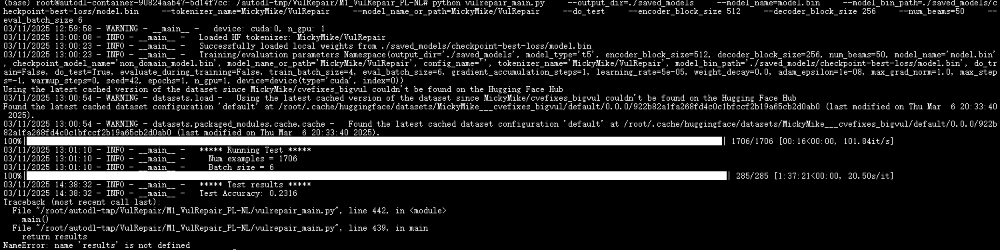 (base) root@autodl-container-90824aab47-5d14f7cc: /autodl-tmp/VulRepair/M1_VulRepair_PL-NL# python vulrepair_main.py     --output_dir=./saved_models     --model_name=model.bin     --model_bin_path=./saved_models/c
heckpoint-best-loss/model.bin     --tokenizer_name=MickyMike/VulRepair     --model_name_or_path=MickyMike/VulRepair     --do_test     --encoder_block_size 512     --decoder_block_size 256     --num_beams=50     --
eval_batch_size 6
03/11/2025 12:59:58 - WARNING - __main__ -   device: cuda:0, n_gpu: 1
03/11/2025 13:00:08 - INFO - __main__ -   Loaded HF tokenizer: MickyMike/VulRepair
03/11/2025 13:00:23 - INFO - __main__ -   Successfully loaded local weights from ./saved_models/checkpoint-best-loss/model.bin
03/11/2025 13:00:23 - INFO - __main__ -   Training/evaluation parameters Namespace(output_dir='./saved_models', model_type='t5', encoder_block_size=512, decoder_block_size=256, num_beams=50, model_name='model.bin'
, checkpoint_model_name='non_domain_model.bin', model_name_or_path='MickyMike/VulRepair', config_name='', tokenizer_name='MickyMike/VulRepair', model_bin_path='./saved_models/checkpoint-best-loss/model.bin', do_tr
ain=False, do_test=True, evaluate_during_training=False, train_batch_size=4, eval_batch_size=6, gradient_accumulation_steps=1, learning_rate=5e-05, weight_decay=0.0, adam_epsilon=1e-08, max_grad_norm=1.0, max_step
s=-1, warmup_steps=0, seed=42, epochs=1, n_gpu=1, device=device(type='cuda', index=0))
Using the latest cached version of the dataset since MickyMike/cvefixes_bigvul couldn't be found on the Hugging Face Hub
03/11/2025 13:00:54 - WARNING - datasets.load -   Using the latest cached version of the dataset since MickyMike/cvefixes_bigvul couldn't be found on the Hugging Face Hub
Found the latest cached dataset configuration 'default' at /root/.cache/huggingface/datasets/MickyMike___cvefixes_bigvul/default/0.0.0/922b82a1fa268fd4c0c1bfccf2b19a65cb2d0ab0 (last modified on Thu Mar  6 20:33:40
 2025).
03/11/2025 13:00:54 - WARNING - datasets.packaged_modules.cache.cache -   Found the latest cached dataset configuration 'default' at /root/.cache/huggingface/datasets/MickyMike___cvefixes_bigvul/default/0.0.0/922b
82a1fa268fd4c0c1bfccf2b19a65cb2d0ab0 (last modified on Thu Mar  6 20:33:40 2025).
100%| | 1706/1706 [00:16<00:00, 101.84it/s]
03/11/2025 13:01:10 - INFO - __main__ -   ***** Running Test *****
03/11/2025 13:01:10 - INFO - __main__ -     Num examples = 1706
03/11/2025 13:01:10 - INFO - __main__ -     Batch size = 6
100%| | 285/285 [1:37:21<00:00, 20.50s/it]
03/11/2025 14:38:32 - INFO - __main__ -   ***** Test results *****
03/11/2025 14:38:32 - INFO - __main__ -   Test Accuracy: 0.2316
Traceback (most recent call last):
  File "/root/autodl-tmp/VulRepair/M1_VulRepair_PL-NL/vulrepair_main.py", line 442, in <module>
    main()
  File "/root/autodl-tmp/VulRepair/M1_VulRepair_PL-NL/vulrepair_main.py", line 439, in main
    return results
NameError: name 'results' is not defined